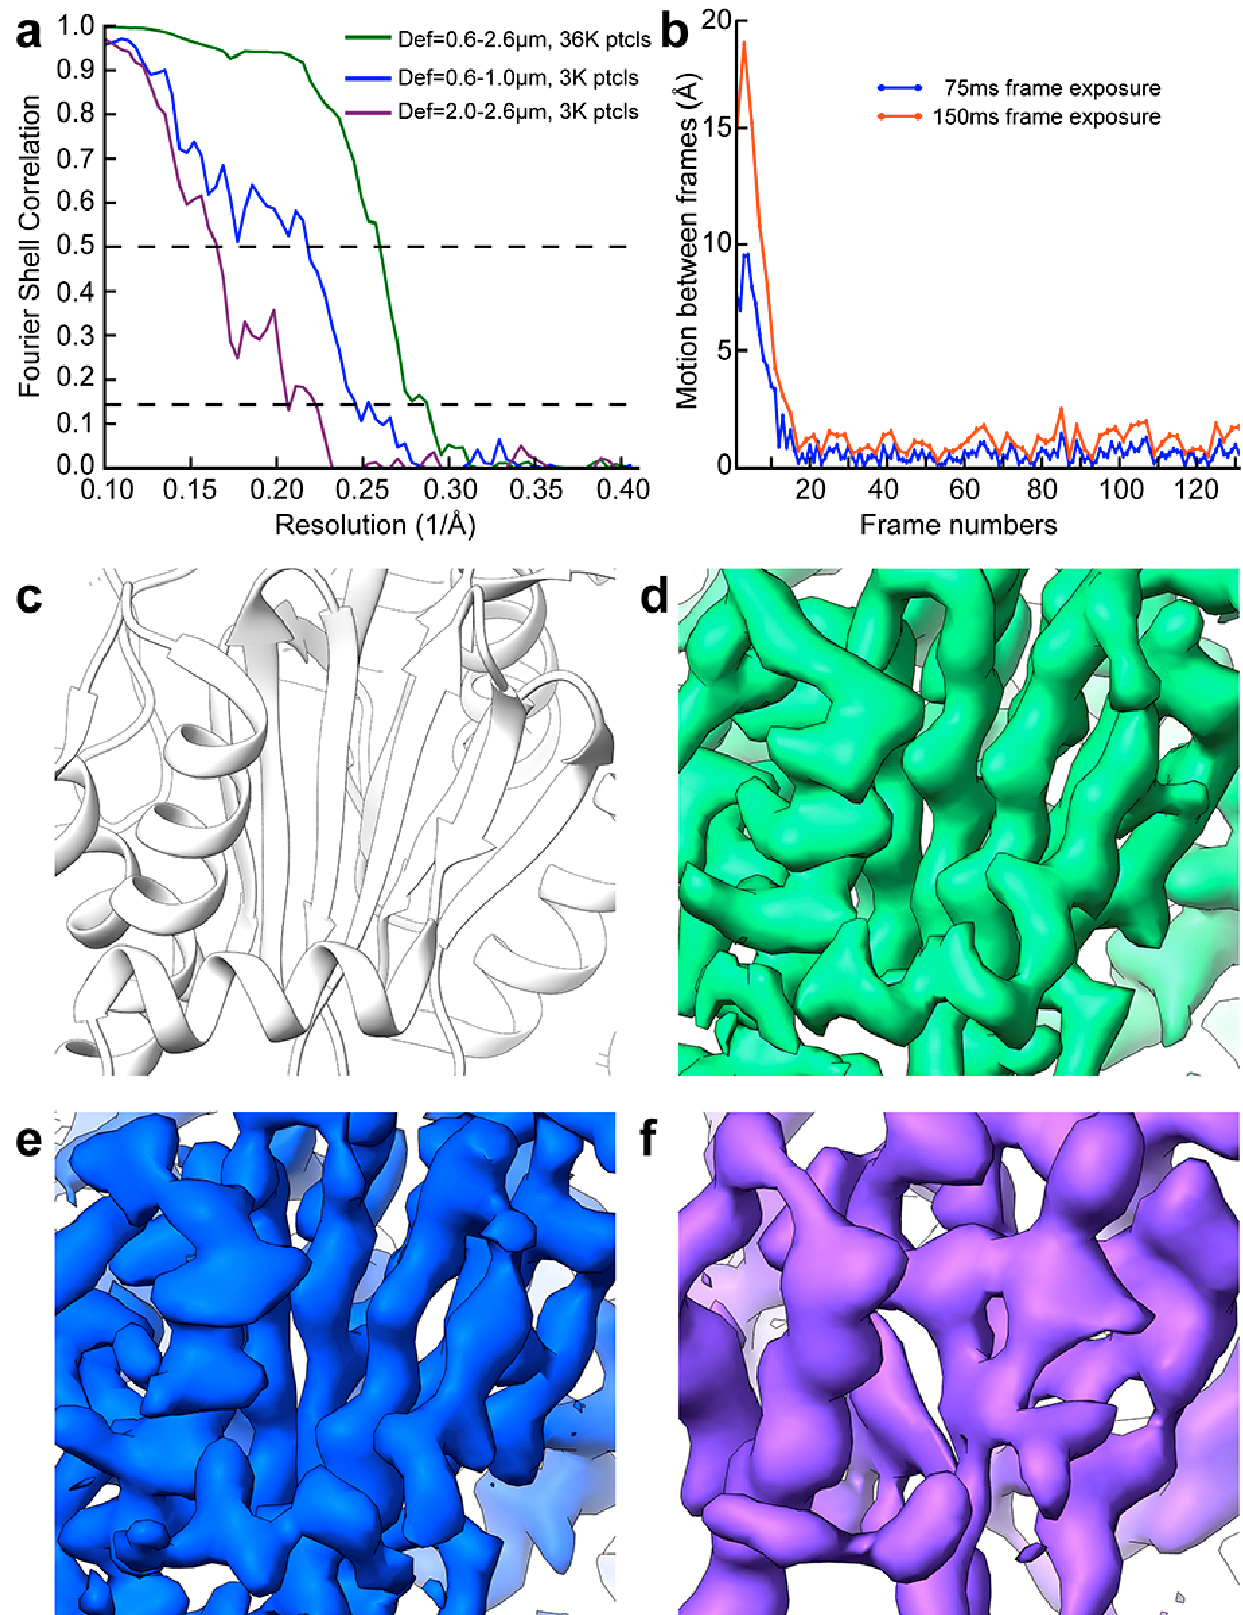 a
Fourier Shell Correlation
1.0
0.9
0.8
0.7
0.6
0.5
0.4
0.3
0.2
0.1
0.0
0.10 0.15 0.20 0.25 0.30 0.35 0.40
Resolution (1/Å)
Def=0.6-2.6µm, 36K ptcls
Def=0.6-1.0µm, 3K ptcls
Def=2.0-2.6µm, 3K ptcls
b
Motion between frames (Å)
20
15
10
5
0
20 40 60 80 100 120
Frame numbers
75ms frame exposure
150ms frame exposure
c
d
e
f